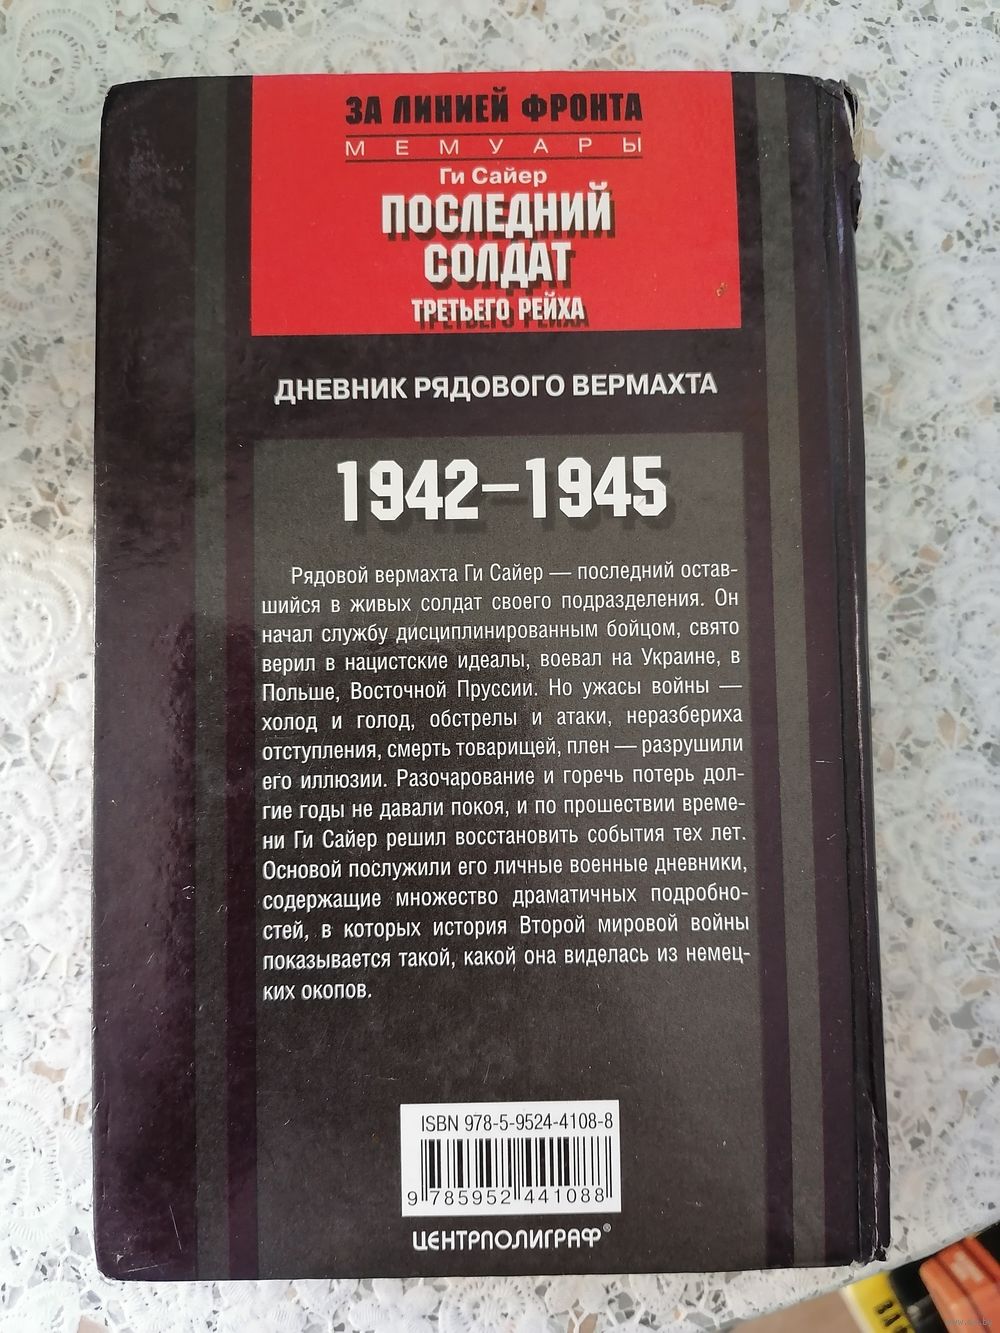 ЗА ЛИНИЕЙ ФРОНТА
МЕМУАРЫ
Ги Сайер
ПОСЛЕДНИЙ
СОЛДАТ
ТРЕТЬЕГО РЕЙХА
ДНЕВНИК РЯДОВОГО ВЕРМАХТА
1942–1945
Рядовой вермахта Ги Сайер — последний остав-
шийся в живых солдат своего подразделения. Он
начал службу дисциплинированным бойцом, свято
верил в нацистские идеалы, воевал на Украине, в
Польше, Восточной Пруссии. Но ужасы войны —
холод и голод, обстрелы и атаки, неразбериха
отступления, смерть товарищей, плен — разрушили
его иллюзии. Разочарование и горечь потерь дол-
гие годы не давали покоя, и по прошествии време-
ни Ги Сайер решил восстановить события тех лет.
Основой послужили его личные военные дневники,
содержащие множество драматичных подробно-
стей, в которых история Второй мировой войны
показывается такой, какой она виделась из немец-
ких окопов.
ISBN 978-5-9524-4108-8
9 785952 441088
ЦЕНТРПОЛИГРАФ®